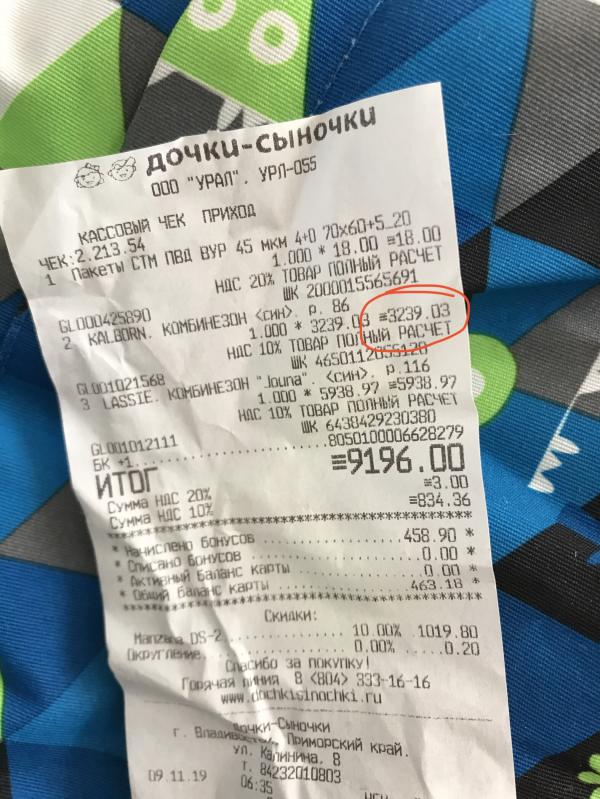 дочки-сыночки
ООО "УРАЛ". УРЛ-055
КАССОВЫЙ ЧЕК ПРИХОД
ЧЕК:2.213.54
1 Пакеты СТМ ПВД ВУР 45 мкм 4+0 70x60+5_20
1.000 * 18.00 ≡18.00
НДС 20% ТОВАР ПОЛНЫЙ РАСЧЕТ
ШК 2000015565691
GL000425890
2 KALBORN. КОМБИНЕЗОН <син>. р. 86
1.000 * 3239.03 ≡3239.03
НДС 10% ТОВАР ПОЛНЫЙ РАСЧЕТ
ШК 4650112055120
GL001021568
3 LASSIE. КОМБИНЕЗОН "Jouna". <СИН>. р.116
1.000 * 5938.97 ≡5938.97
НДС 10% ТОВАР ПОЛНЫЙ РАСЧЕТ
ШК 6438429230380
GL001012111
БК +1..................8050100006628279
ИТОГ ≡9196.00
Сумма НДС 20% ≡3.00
Сумма НДС 10% ≡834.36
* Начислено бонусов ............ 458.90 *
* Списано бонусов .............. 0.00 *
* Активный баланс карты ........ 0.00 *
* Общий баланс карты ........... 463.18 *
Скидки:
Manzana DS-2.......... 10.00% 1019.80
Округление............ 0.00% 0.20
Спасибо за покупку!
Горячая линия 8 <804> 333-16-16
www.dochkisinochki.ru
Дочки-Сыночки
г. Владивосток, Приморский край.
ул. Калинина, 8
т. 84232010803
09.11.19 06:35